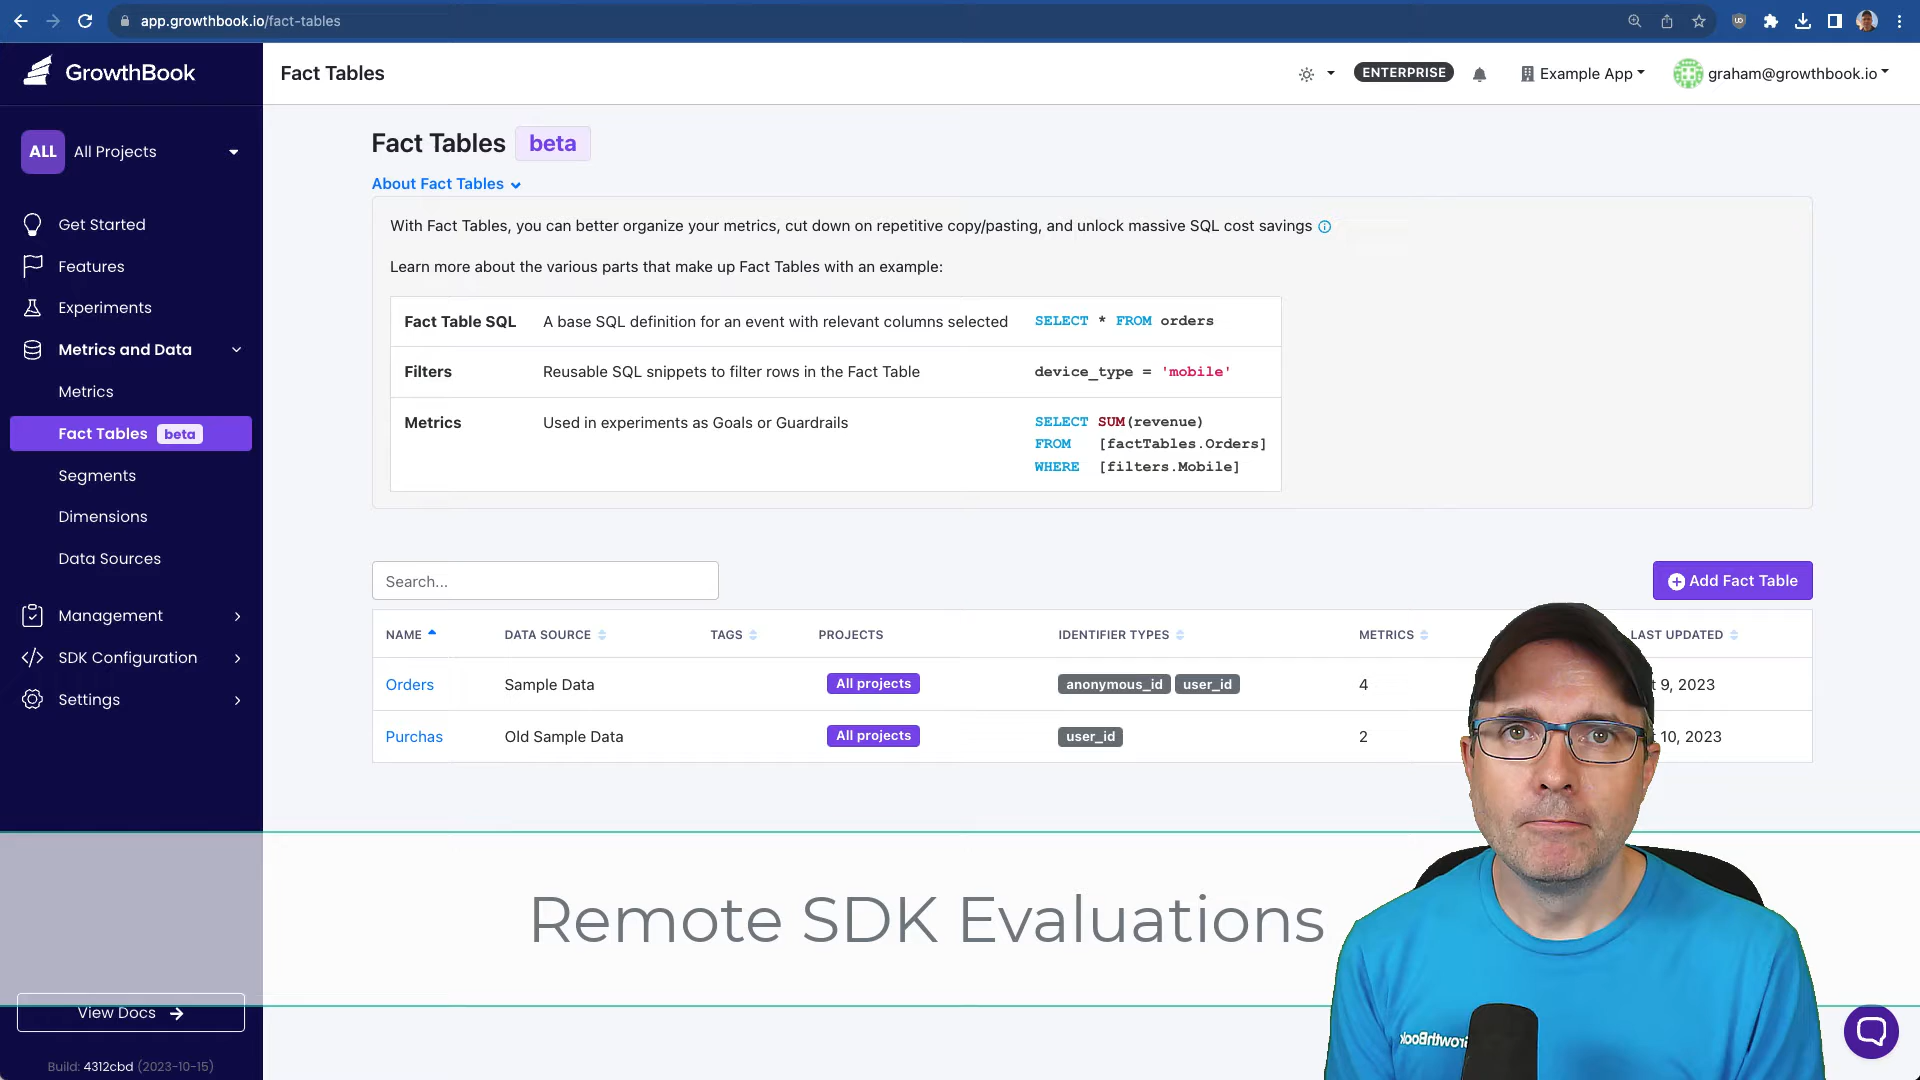 app.growthbook.io/fact-tables
GrowthBook
Fact Tables
ENTERPRISE
Example App
graham@growthbook.io
ALL All Projects
Get Started
Features
Experiments
Metrics and Data
Metrics
Fact Tables beta
Segments
Dimensions
Data Sources
Management
SDK Configuration
Settings
View Docs
Build: 4312cbd (2023-10-15)
Fact Tables beta
About Fact Tables
With Fact Tables, you can better organize your metrics, cut down on repetitive copy/pasting, and unlock massive SQL cost savings
Learn more about the various parts that make up Fact Tables with an example:
Fact Table SQL A base SQL definition for an event with relevant columns selected SELECT * FROM orders
Filters Reusable SQL snippets to filter rows in the Fact Table device_type = 'mobile'
Metrics Used in experiments as Goals or Guardrails SELECT SUM(revenue)
FROM [factTables.Orders]
WHERE [filters.Mobile]
Search...
Add Fact Table
NAME DATA SOURCE TAGS PROJECTS IDENTIFIER TYPES METRICS LAST UPDATED
Orders Sample Data All projects anonymous_id user_id 4 9, 2023
Purchas Old Sample Data All projects user_id 2 10, 2023
Remote SDK Evaluations
GrowthBook